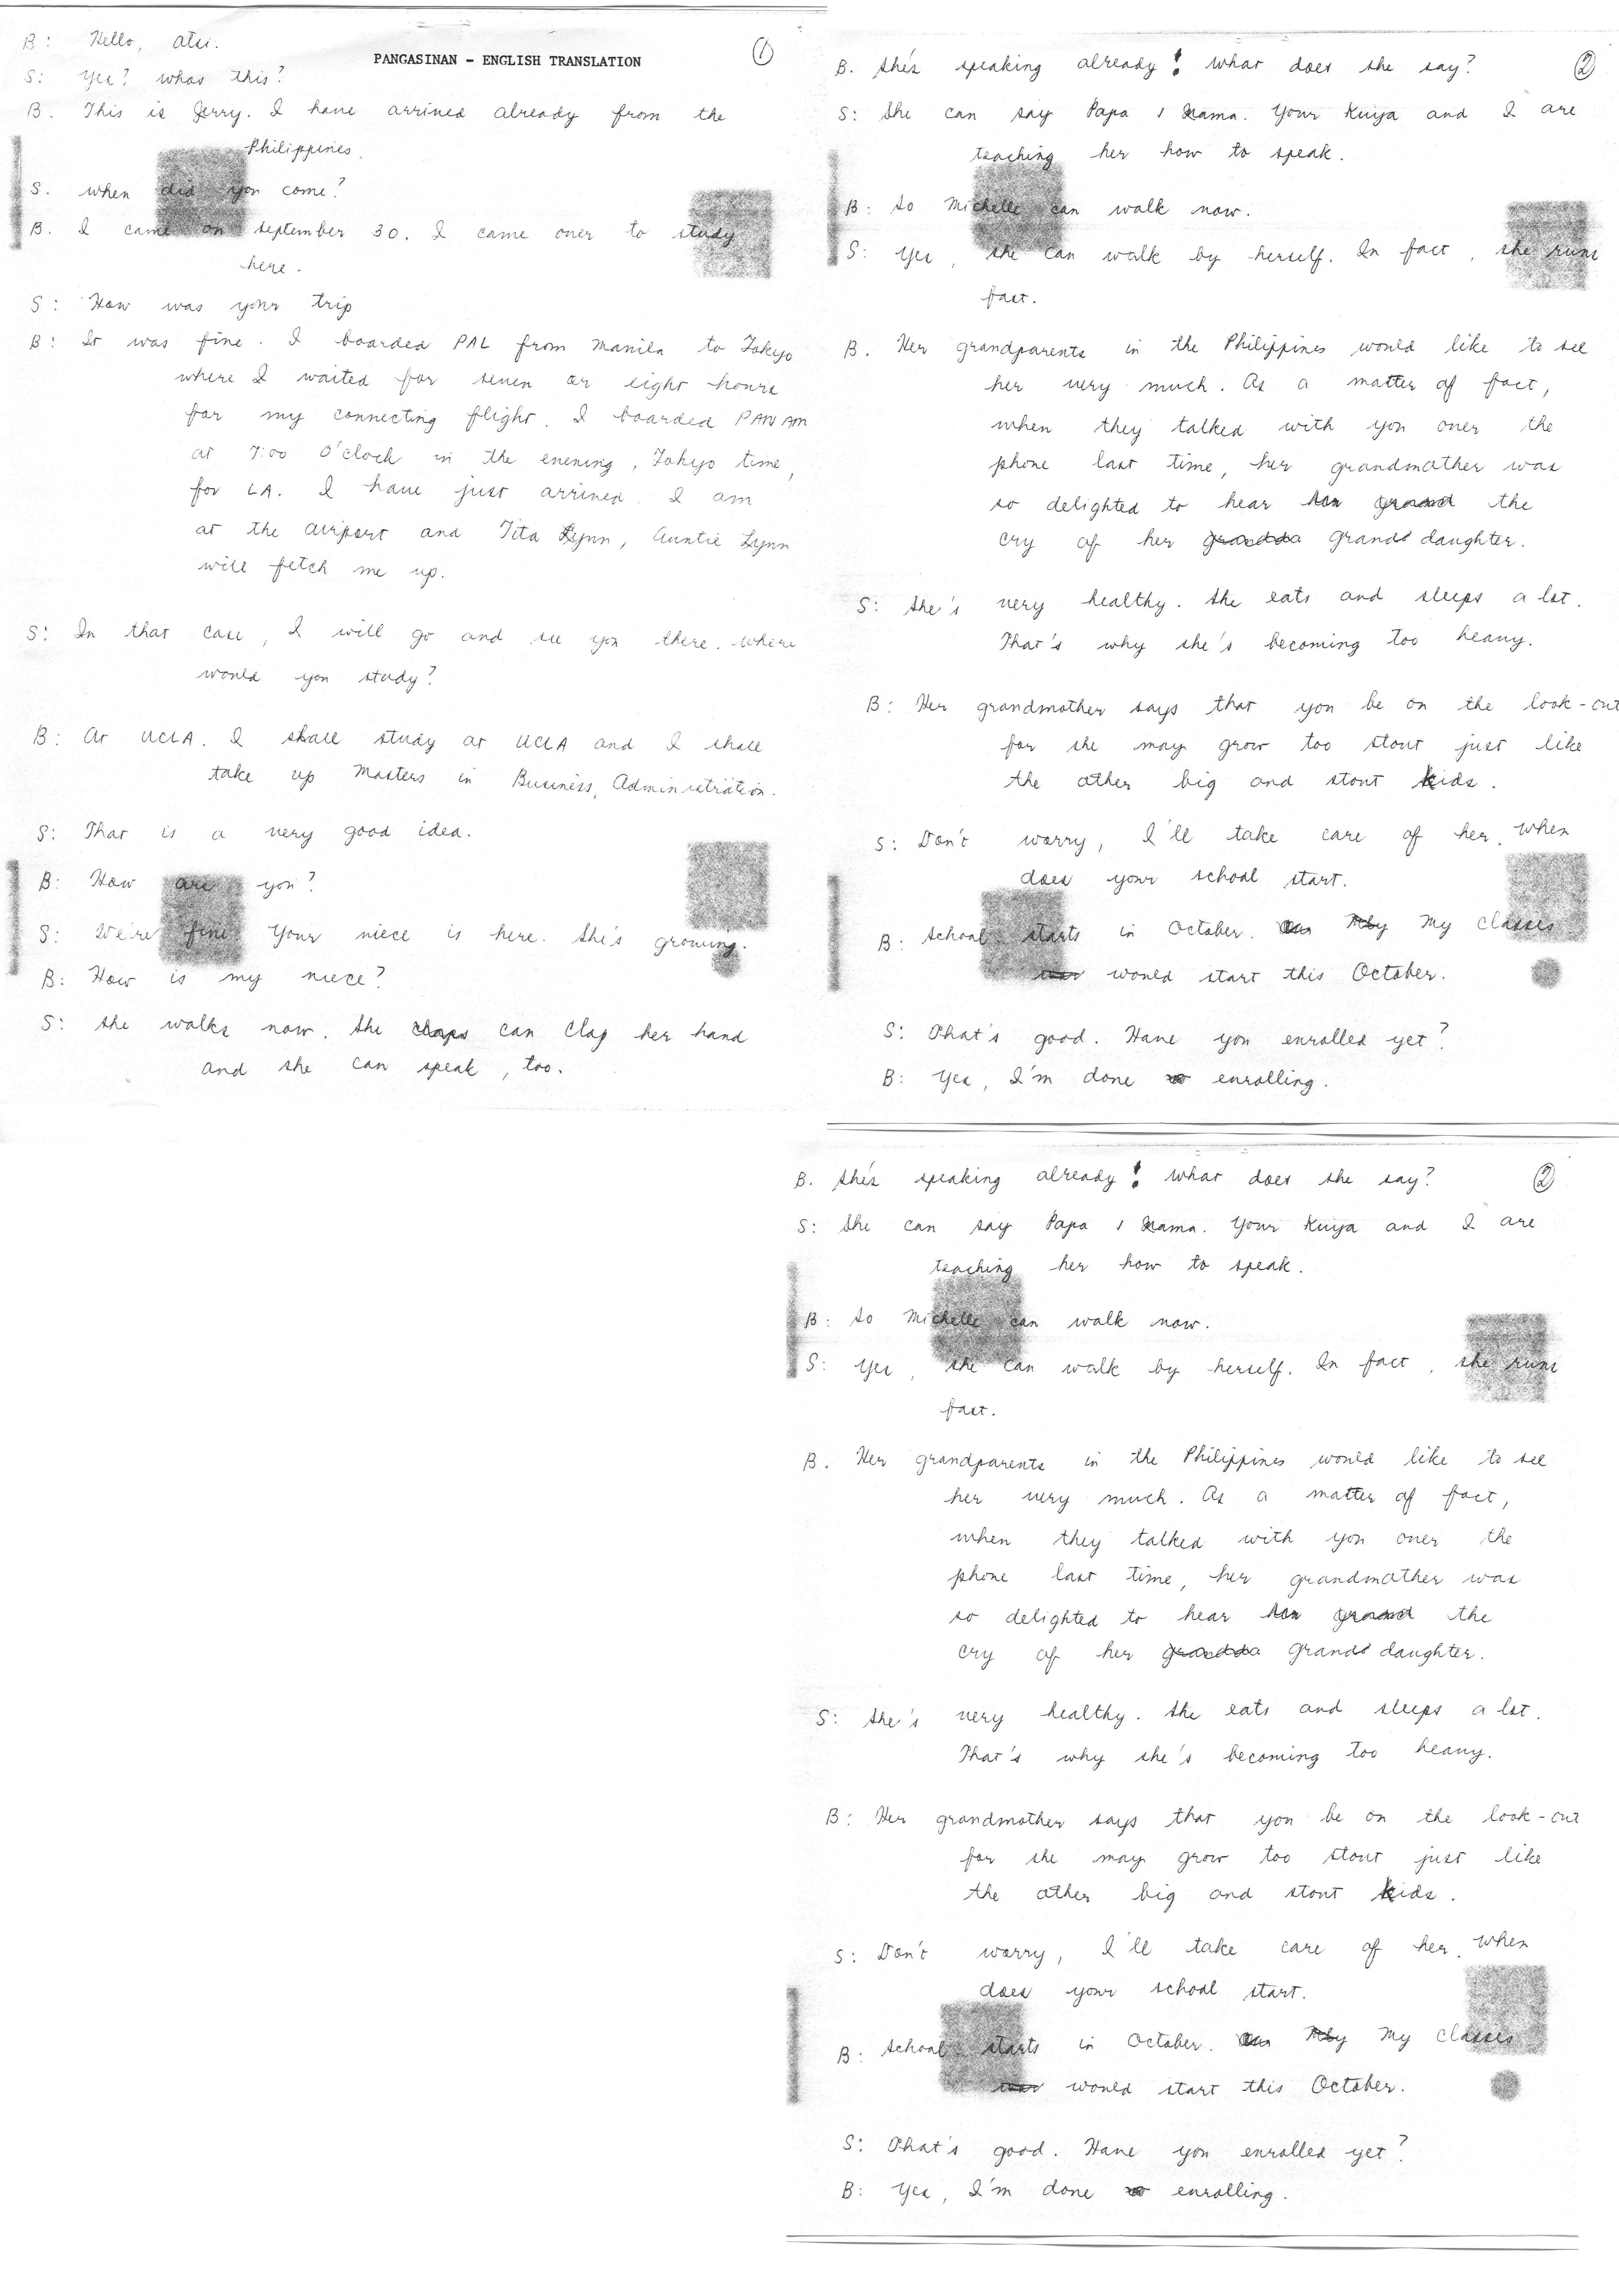 PANGASINAN - ENGLISH TRANSLATION
1
B: Hello, atsi.
S: Yes? whos this?
B. This is Jerry. I have arrived already from the
Philippines.
S. When did you come?
B. I came on September 30. I came over to study
here.
S: How was your trip
B: It was fine. I boarded PAL from Manila to Tokyo
where I waited for seven or eight hours
for my connecting flight. I boarded PAN AM
at 7:00 O'clock in the evening, Tokyo time,
for LA. I have just arrived. I am
at the airport and Tita Lynn, Auntie Lynn
will fetch me up.
S: In that case, I will go and see you there. Where
would you study?
B: At UCLA. I shall study at UCLA and I shall
take up Masters in Business Administration.
S: That is a very good idea.
B: How are you?
S: We're fine your niece is here. She's growing.
B: How is my niece?
S: She walks now. She claps can clap her hand
and she can speak, too.
2
B. She's speaking already! What does she say?
S: She can say Papa, Mama. Your Kuya and I are
teaching her how to speak.
B: So Michelle can walk now.
S: Yes, she can walk by herself. In fact, she runs
fast.
B. Her grandparents in the Philippines would like to see
her very much. As a matter of fact,
when they talked with you over the
phone last time, her grandmother was
so delighted to hear the
cry of her grand daughter.
S: She's very healthy. She eats and sleeps a lot.
That's why she's becoming too heavy.
B: Her grandmother says that you be on the look-out
for she may grow too stout just like
the other big and stout kids.
S: Don't worry, I'll take care of her. When
does your school start.
B: School starts in October. My classes
would start this October.
S: That's good. Have you enrolled yet?
B: Yes, I'm done enrolling.
2
B. She's speaking already! What does she say?
S: She can say Papa, Mama. Your Kuya and I are
teaching her how to speak.
B: So Michelle can walk now.
S: Yes, she can walk by herself. In fact, she runs
fast.
B. Her grandparents in the Philippines would like to see
her very much. As a matter of fact,
when they talked with you over the
phone last time, her grandmother was
so delighted to hear the
cry of her grand daughter.
S: She's very healthy. She eats and sleeps a lot.
That's why she's becoming too heavy.
B: Her grandmother says that you be on the look-out
for she may grow too stout just like
the other big and stout kids.
S: Don't worry, I'll take care of her. When
does your school start.
B: School starts in October. My classes
would start this October.
S: That's good. Have you enrolled yet?
B: Yes, I'm done enrolling.